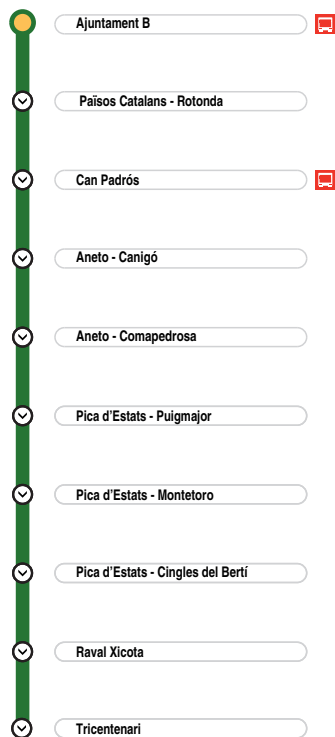 Ajuntament B
Països Catalans - Rotonda
Can Padrós
Aneto - Canigó
Aneto - Comapedrosa
Pica d'Estats - Puigmajor
Pica d'Estats - Montetoro
Pica d'Estats - Cingles del Bertí
Raval Xicota
Tricentenari